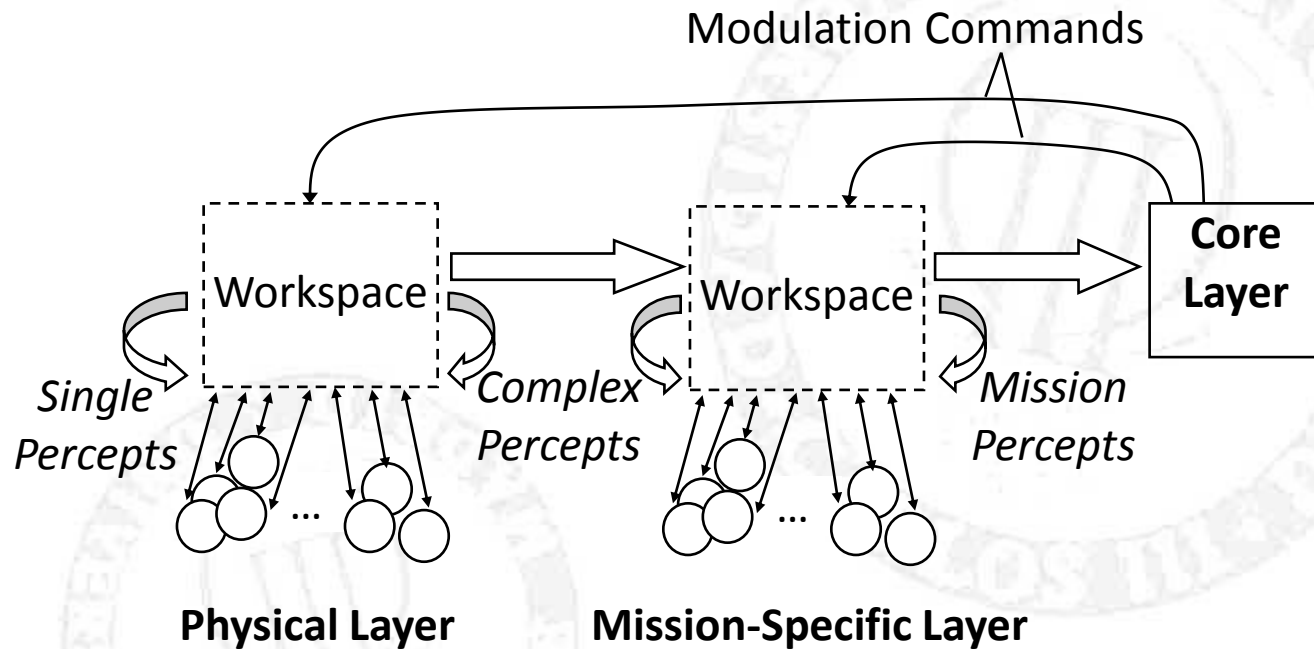 Modulation Commands
Core
Layer
Workspace
Workspace
Single
Percepts
Complex
Percepts
Mission
Percepts
...
...
Physical Layer
Mission-Specific Layer